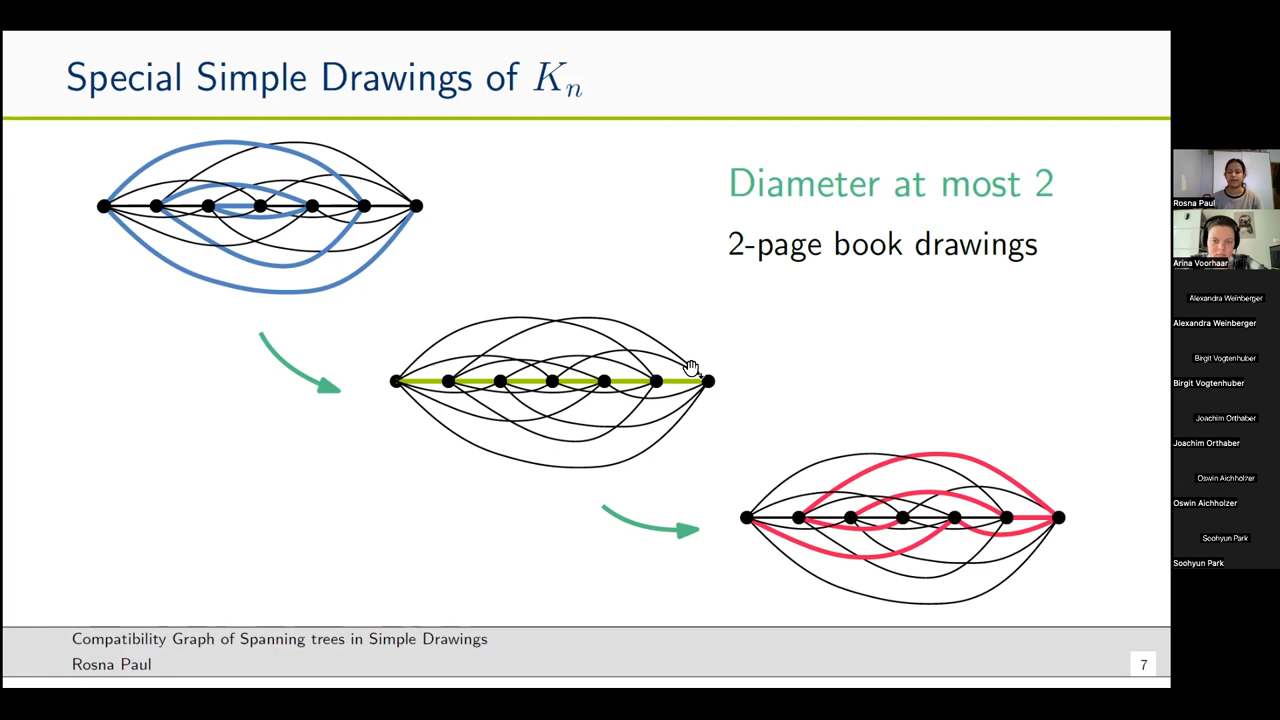 Special Simple Drawings of Kn
Diameter at most 2
2-page book drawings
Compatibility Graph of Spanning trees in Simple Drawings
Rosna Paul
7
Rosna Paul
Arina Voorhaar
Alexandra Weinberger
Alexandra Weinberger
Birgit Vogtenhuber
Birgit Vogtenhuber
Joachim Orthaber
Joachim Orthaber
Oswin Aichholzer
Oswin Aichholzer
Soohyun Park
Soohyun Park